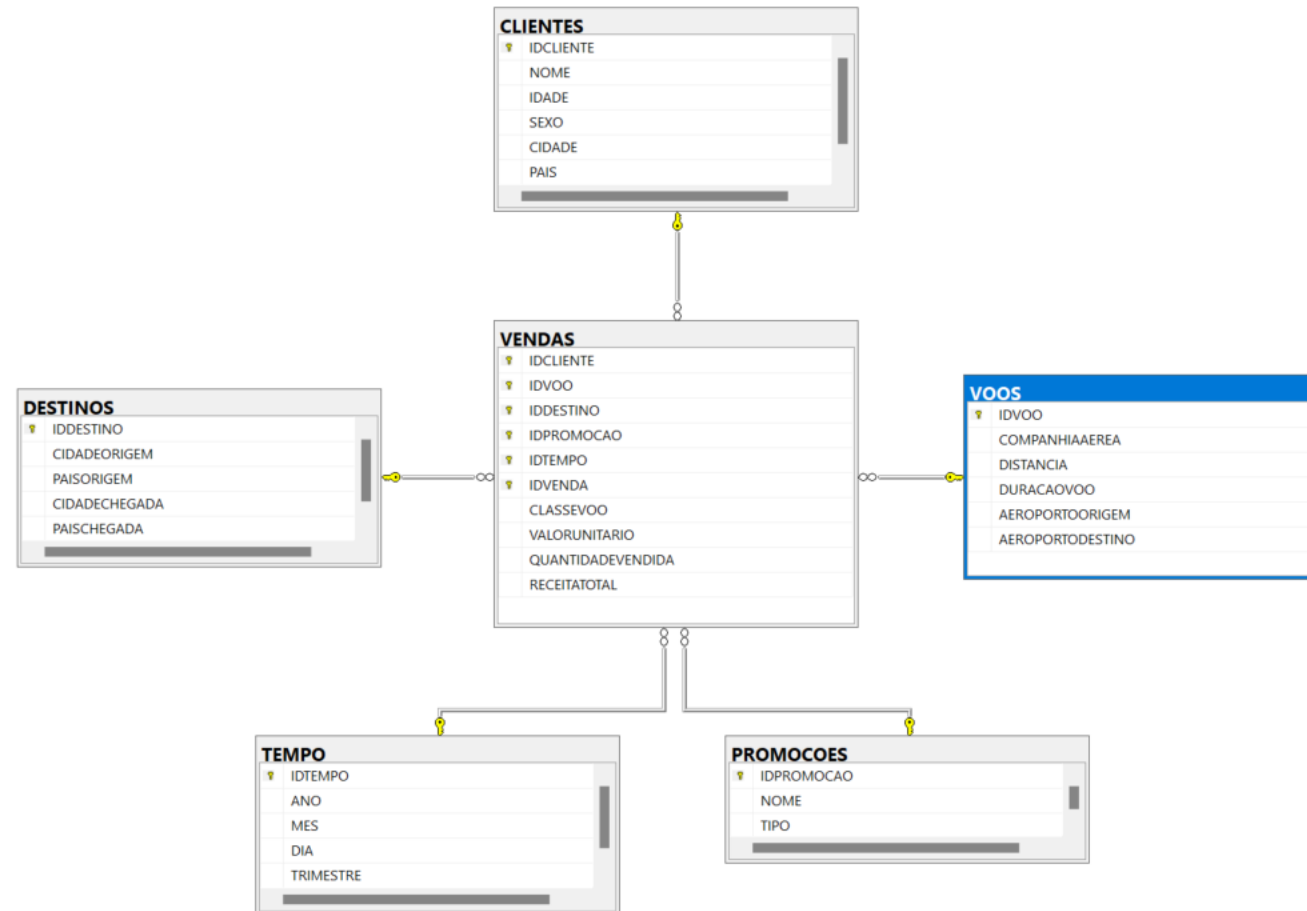 CLIENTES
IDCLIENTE
NOME
IDADE
SEXO
CIDADE
PAIS
VENDAS
IDCLIENTE
IDVOO
IDDESTINO
IDPROMOCAO
IDTEMPO
IDVENDA
CLASSEVOO
VALORUNITARIO
QUANTIDADEVENDIDA
RECEITATOTAL
DESTINOS
IDDESTINO
CIDADEORIGEM
PAISORIGEM
CIDADECHEGADA
PAISCHEGADA
VOOS
IDVOO
COMPANHIAAEREA
DISTANCIA
DURACAOVOO
AEROPORTOORIGEM
AEROPORTODESTINO
TEMPO
IDTEMPO
ANO
MES
DIA
TRIMESTRE
PROMOCOES
IDPROMOCAO
NOME
TIPO